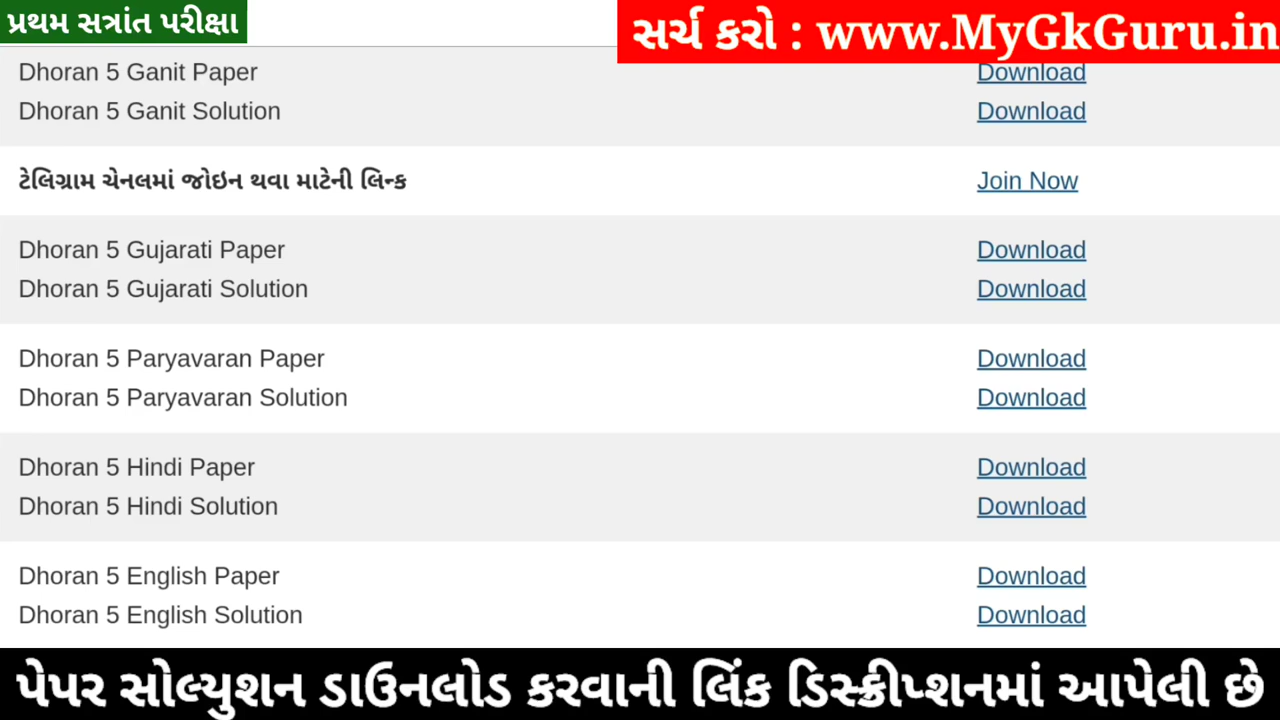 પ્રથમ સત્રાંત પરીક્ષા
સર્ચ કરો : www.MyGkGuru.in
Dhoran 5 Ganit Paper Download
Dhoran 5 Ganit Solution Download
ટેલિગ્રામ ચેનલમાં જોઇન થવા માટેની લિન્ક Join Now
Dhoran 5 Gujarati Paper Download
Dhoran 5 Gujarati Solution Download
Dhoran 5 Paryavaran Paper Download
Dhoran 5 Paryavaran Solution Download
Dhoran 5 Hindi Paper Download
Dhoran 5 Hindi Solution Download
Dhoran 5 English Paper Download
Dhoran 5 English Solution Download
પેપર સોલ્યુશન ડાઉનલોડ કરવાની લિંક ડિસ્ક્રીપ્શનમાં આપેલી છે